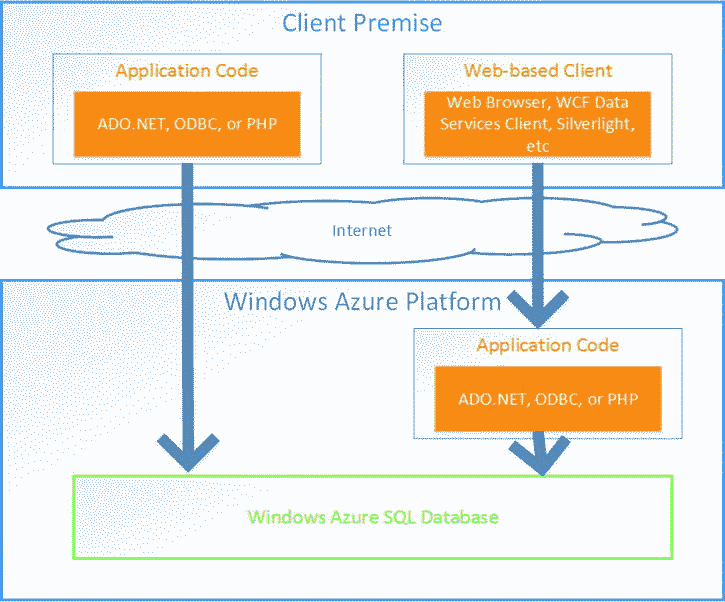 Client Premise
Application Code
ADO.NET, ODBC, or PHP
Web-based Client
Web Browser, WCF Data
Services Client, Silverlight,
etc
Internet
Windows Azure Platform
Application Code
ADO.NET, ODBC, or PHP
Windows Azure SQL Database